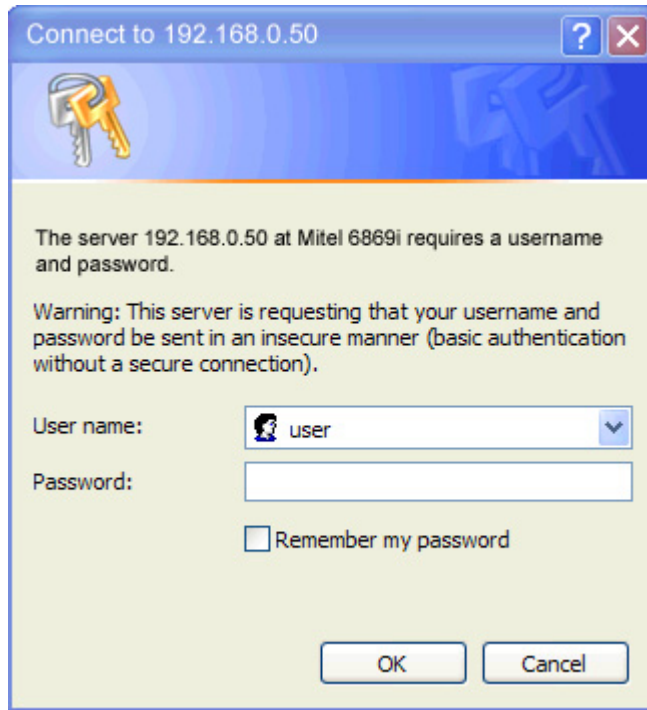 Connect to 192.168.0.50
The server 192.168.0.50 at Mitel 6869i requires a username
and password.
Warning: This server is requesting that your username and
password be sent in an insecure manner (basic authentication
without a secure connection).
User name:
user
Password:
Remember my password
OK
Cancel